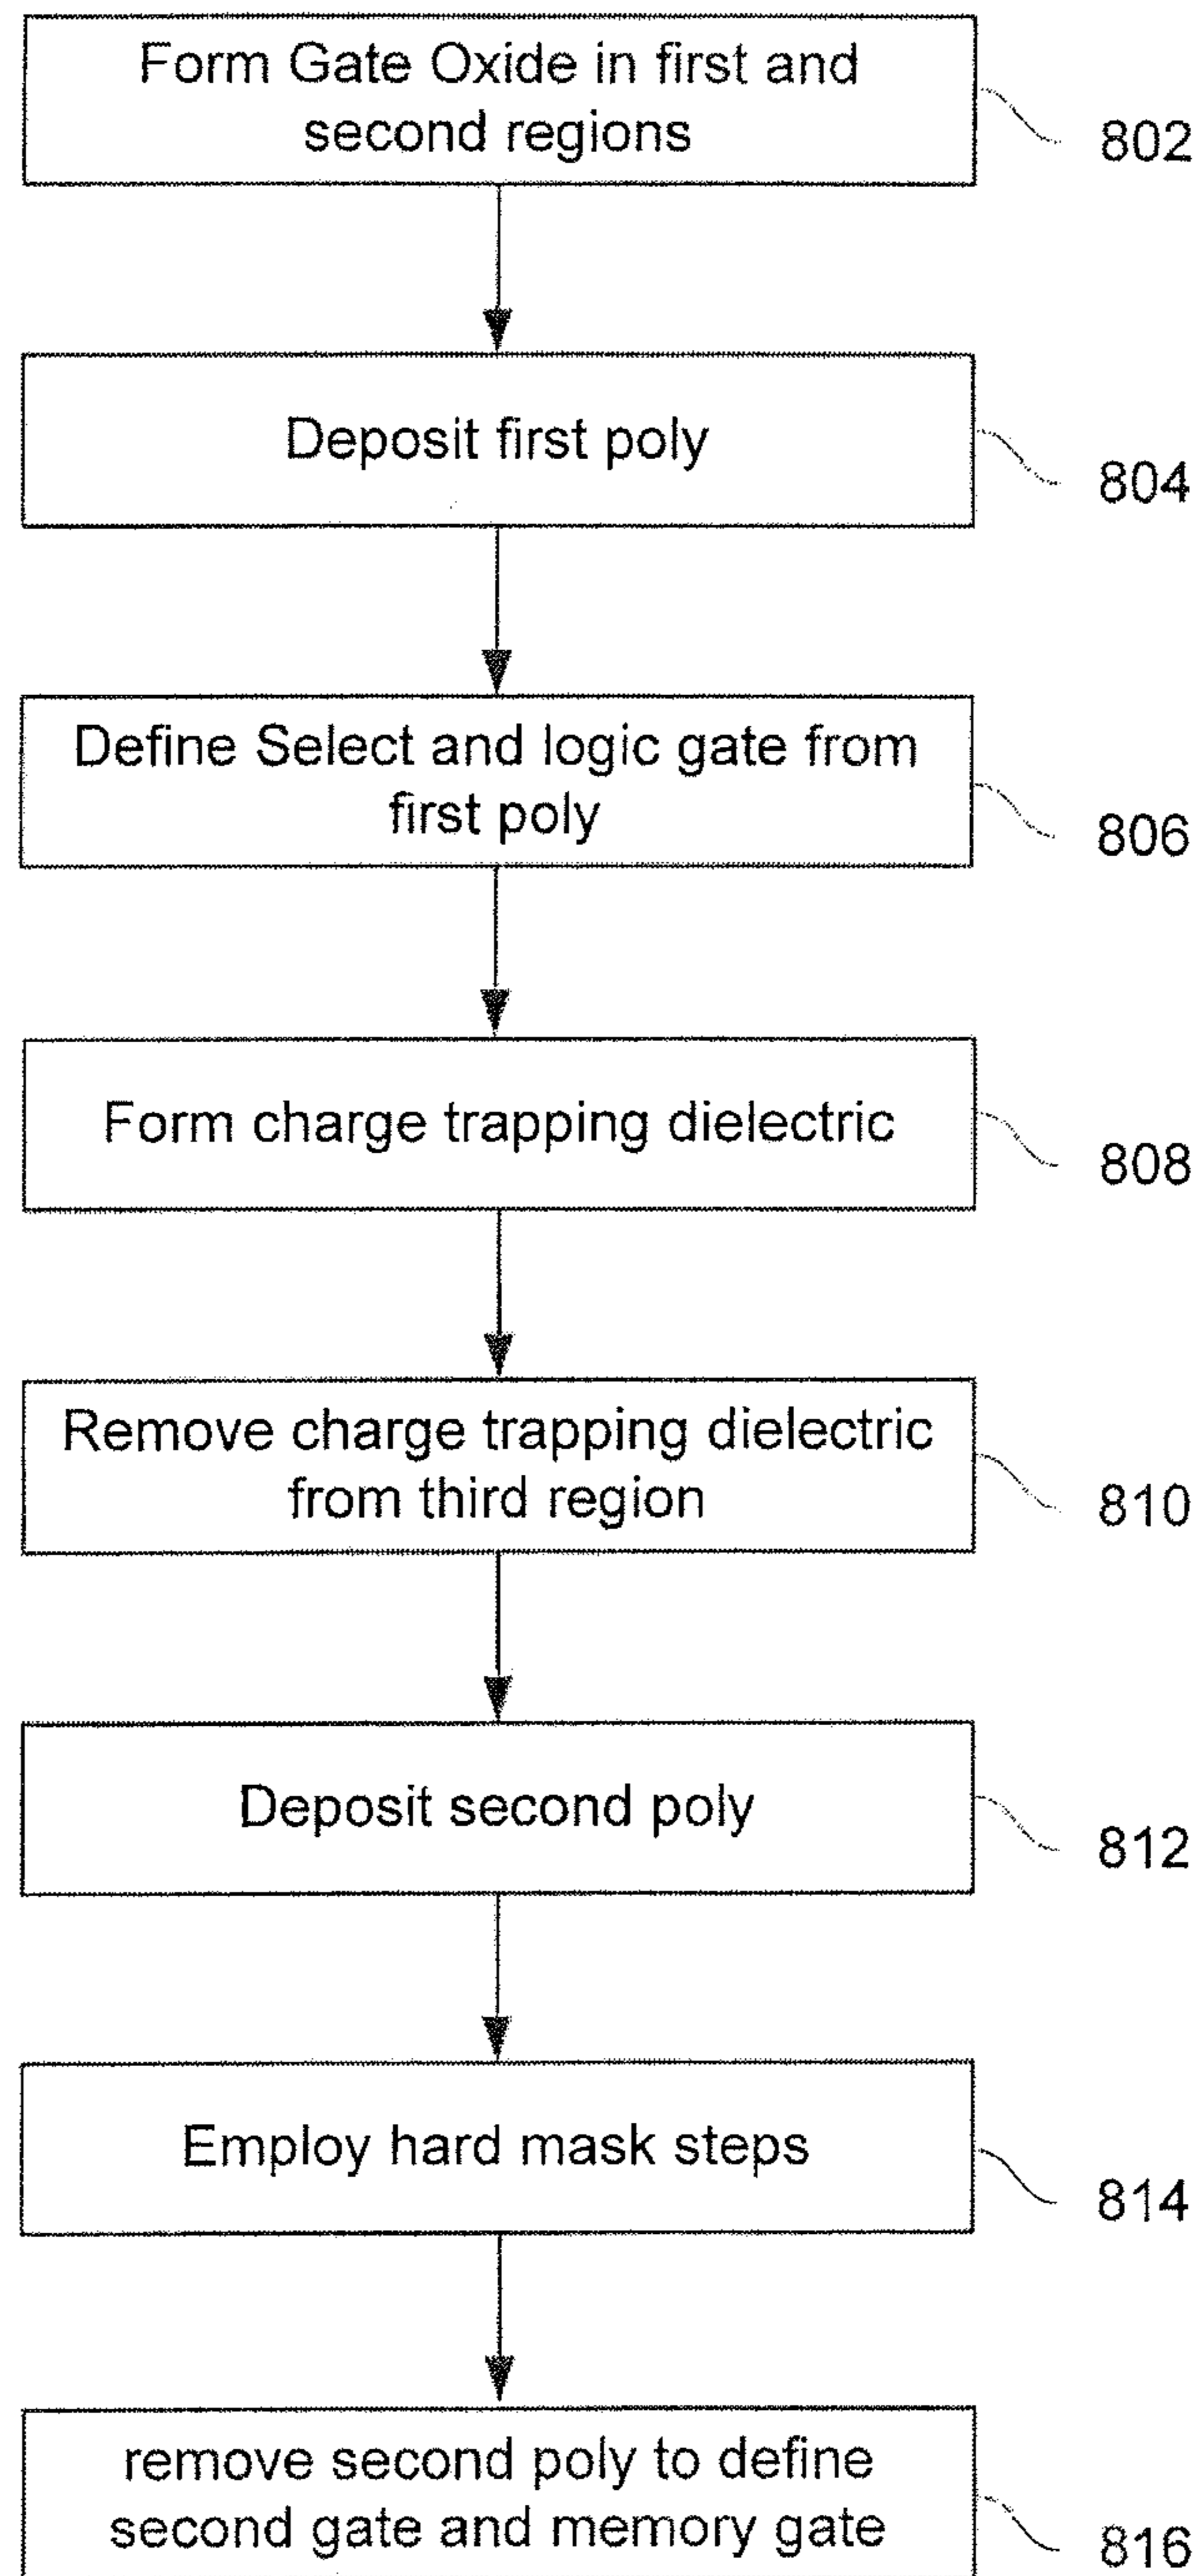 Form Gate Oxide in first and
second regions
802
Deposit first poly
804
Define Select and logic gate from
first poly
806
Form charge trapping dielectric
808
Remove charge trapping dielectric
from third region
810
Deposit second poly
812
Employ hard mask steps
814
remove second poly to define
second gate and memory gate
816